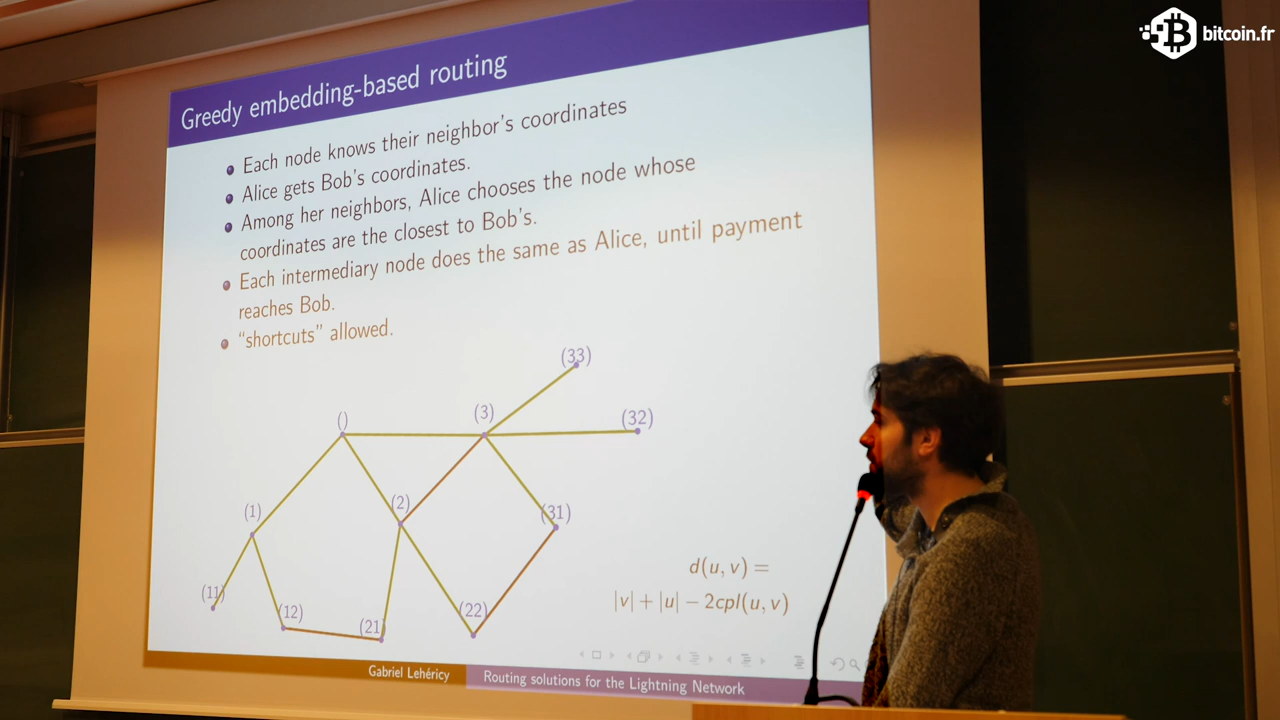 bitcoin.fr
Greedy embedding-based routing
Each node knows their neighbor's coordinates
Alice gets Bob's coordinates.
Among her neighbors, Alice chooses the node whose
coordinates are the closest to Bob's.
Each intermediary node does the same as Alice, until payment
reaches Bob.
"shortcuts" allowed.
(33)
()
(3)
(32)
(1)
(2)
(31)
(11)
(12)
(21)
(22)
d(u, v) =
|v| + |u| − 2cpl(u, v)
Gabriel Lehéricy
Routing solutions for the Lightning Network